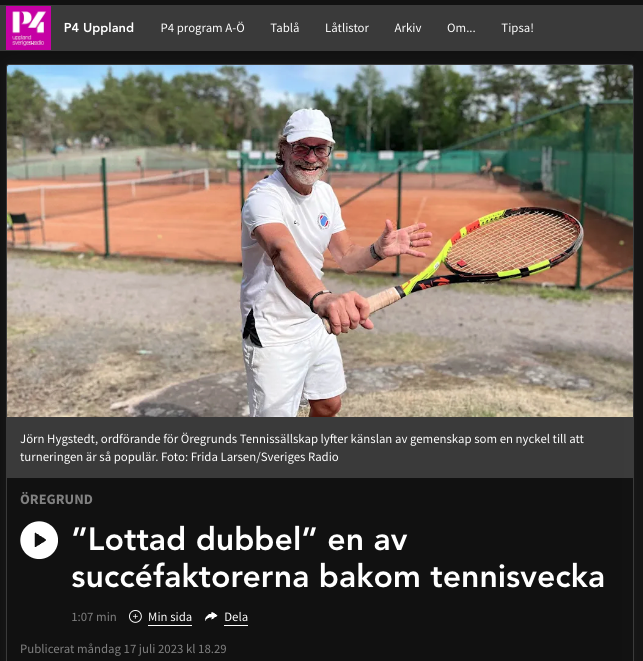 P4
uppland
sverigesradio
P4 Uppland
P4 program A-Ö
Tablå
Låtlistor
Arkiv
Om...
Tipsa!
Jörn Hygstedt, ordförande för Öregrunds Tennissällskap lyfter känslan av gemenskap som en nyckel till att
turneringen är så populär. Foto: Frida Larsen/Sveriges Radio
ÖREGRUND
”Lottad dubbel” en av
succéfaktorerna bakom tennisvecka
1:07 min Min sida Dela
Publicerat måndag 17 juli 2023 kl 18.29